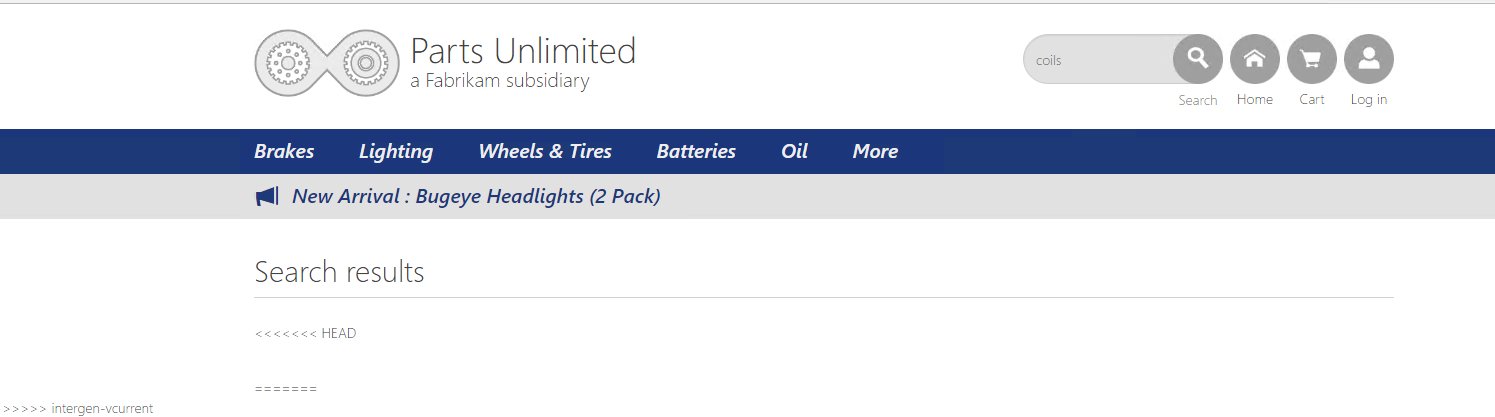 Parts Unlimited
a Fabrikam subsidiary
coils
Search
Home
Cart
Log in
Brakes
Lighting
Wheels & Tires
Batteries
Oil
More
New Arrival : Bugeye Headlights (2 Pack)
Search results
<<<<<<< HEAD
=======
>>>>> intergen-vcurrent